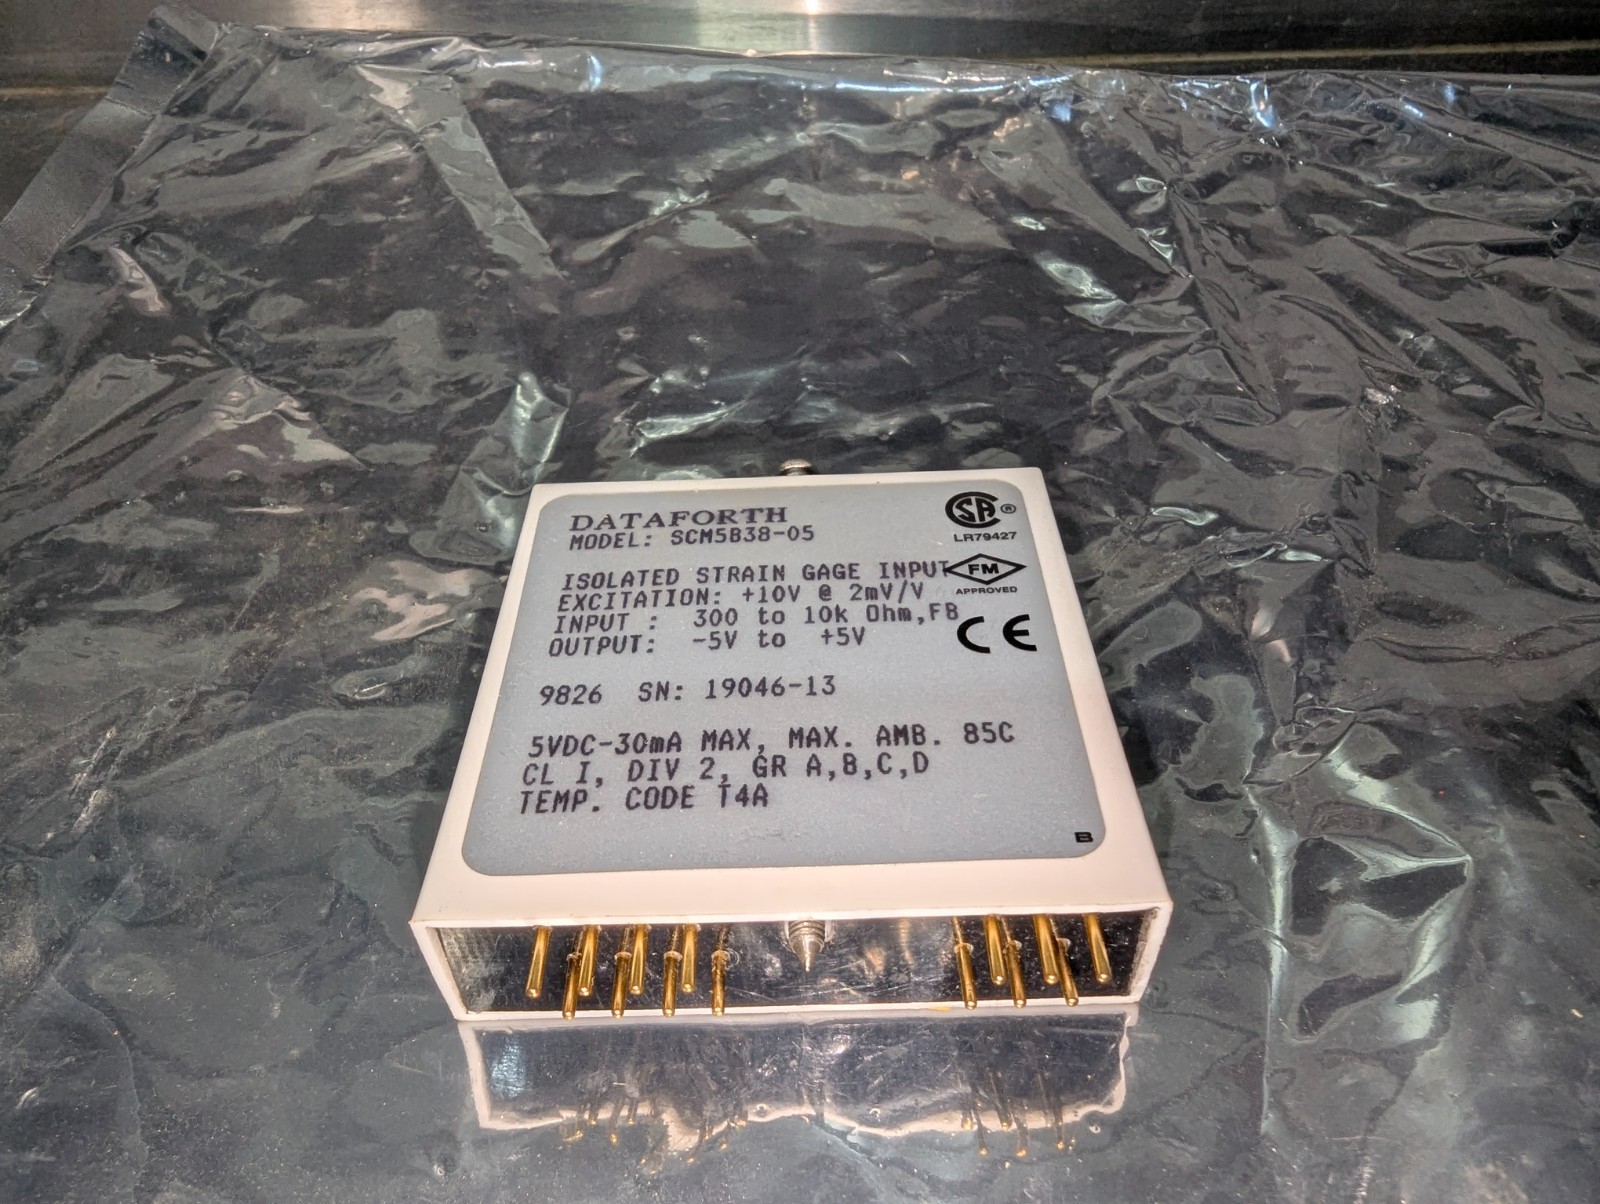 DATAFORTH
MODEL: SCM5B38-05
ISOLATED STRAIN GAGE INPUT
EXCITATION: +10V @ 2mV/V
INPUT : 300 to 10k Ohm,FB
OUTPUT: -5V to +5V
9826 SN: 19046-13
5VDC-30mA MAX, MAX. AMB. 85C
CL I, DIV 2, GR A,B,C,D
TEMP. CODE T4A
CSA®
LR79427
FM
APPROVED
CE
B